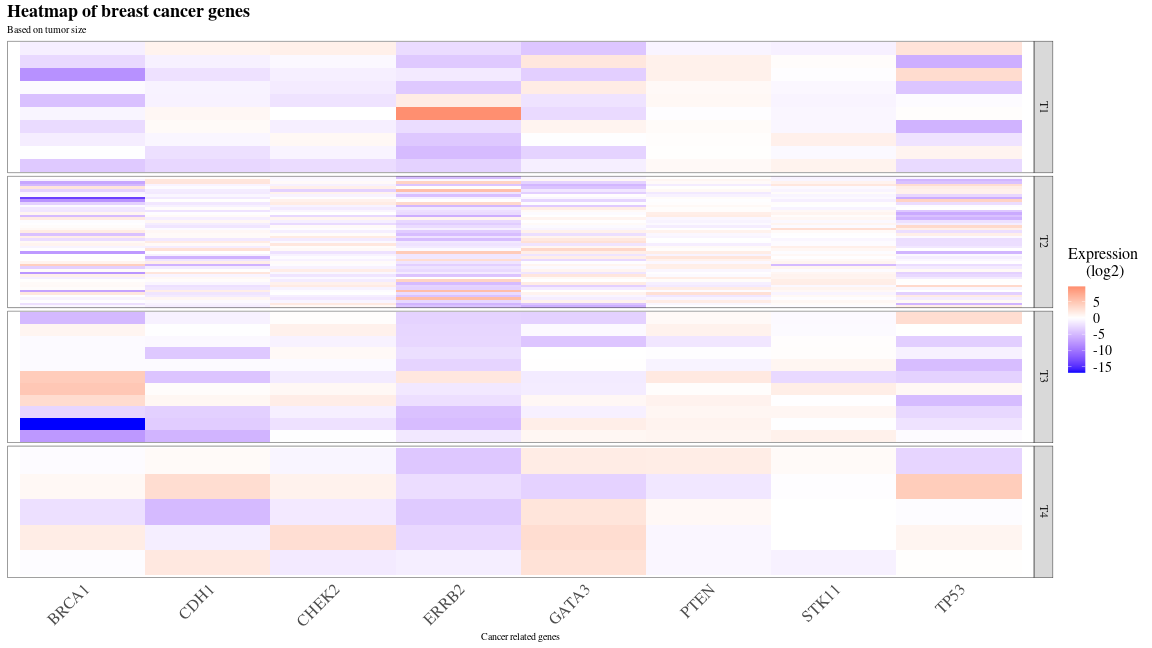 Heatmap of breast cancer genes
Based on tumor size
T1
T2
T3
T4
Expression
(log2)
5
0
-5
-10
-15
BRCA1
CDH1
CHEK2
ERRB2
GATA3
PTEN
STK11
TP53
Cancer related genes